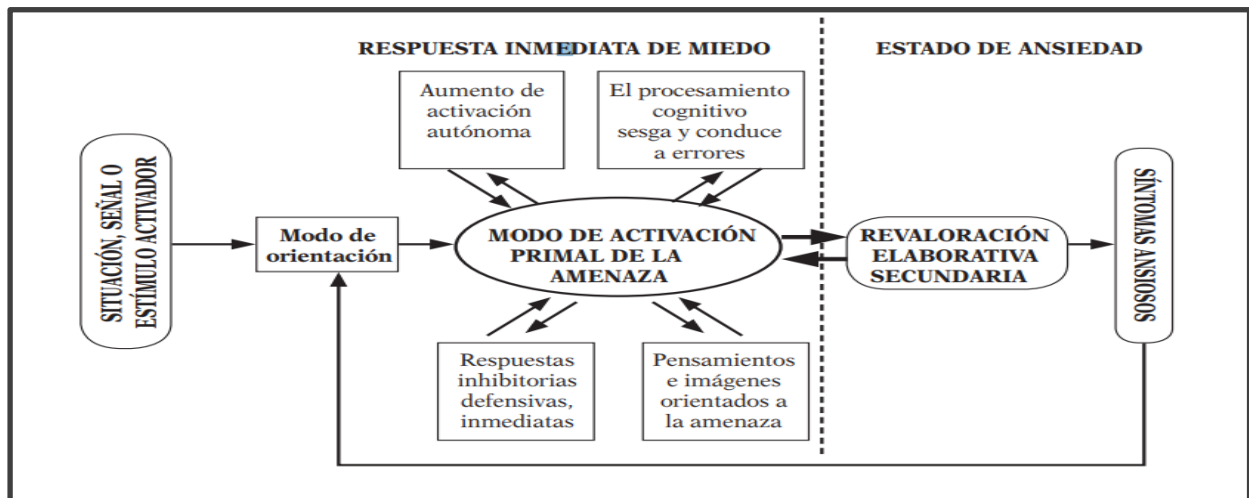 RESPUESTA INMEDIATA DE MIEDO
ESTADO DE ANSIEDAD
Aumento de
activación
autónoma
El procesamiento
cognitivo
sesga y conduce
a errores
SITUACIÓN, SEÑAL O
ESTÍMULO ACTIVADOR
Modo de
orientación
MODO DE ACTIVACIÓN
PRIMAL DE LA
AMENAZA
REVALORACIÓN
ELABORATIVA
SECUNDARIA
SÍNTOMAS ANSIOSOS
Respuestas
inhibitorias
defensivas,
inmediatas
Pensamientos
e imágenes
orientados a
la amenaza